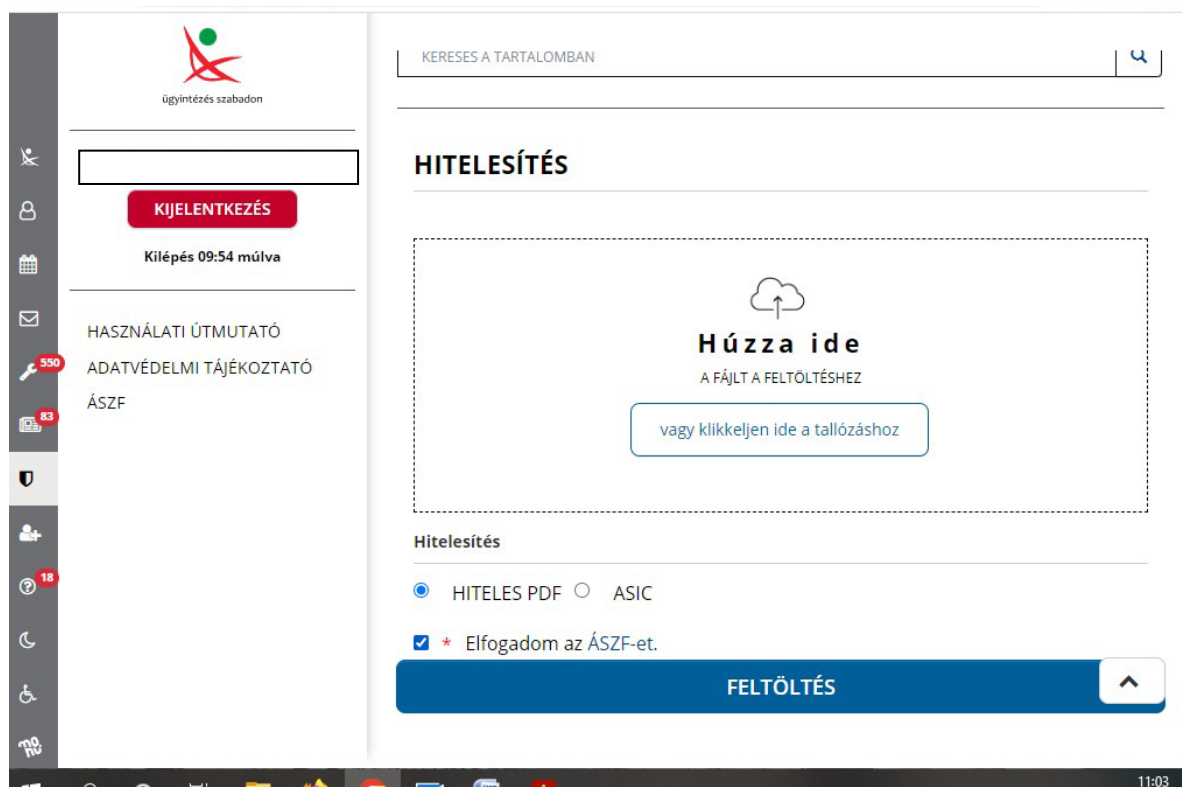 ügyintézés szabadon
KIJELENTKEZÉS
Kilépés 09:54 múlva
HASZNÁLATI ÚTMUTATÓ
ADATVÉDELMI TÁJÉKOZTATÓ
ÁSZF
550
83
18
KERESES A TARTALOMBAN
HITELESÍTÉS
Húzza ide
A FÁJLT A FELTÖLTÉSHEZ
vagy klikkeljen ide a tallózáshoz
Hitelesítés
HITELES PDF ASIC
* Elfogadom az ÁSZF-et.
FELTÖLTÉS
11:03